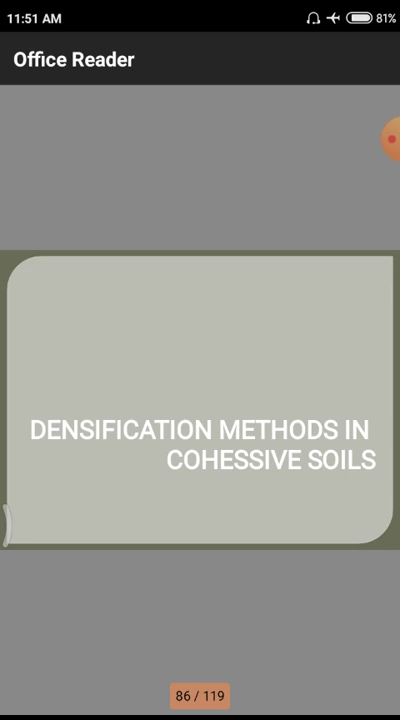 11:51 AM
81%
Office Reader
DENSIFICATION METHODS IN
COHESSIVE SOILS
86 / 119